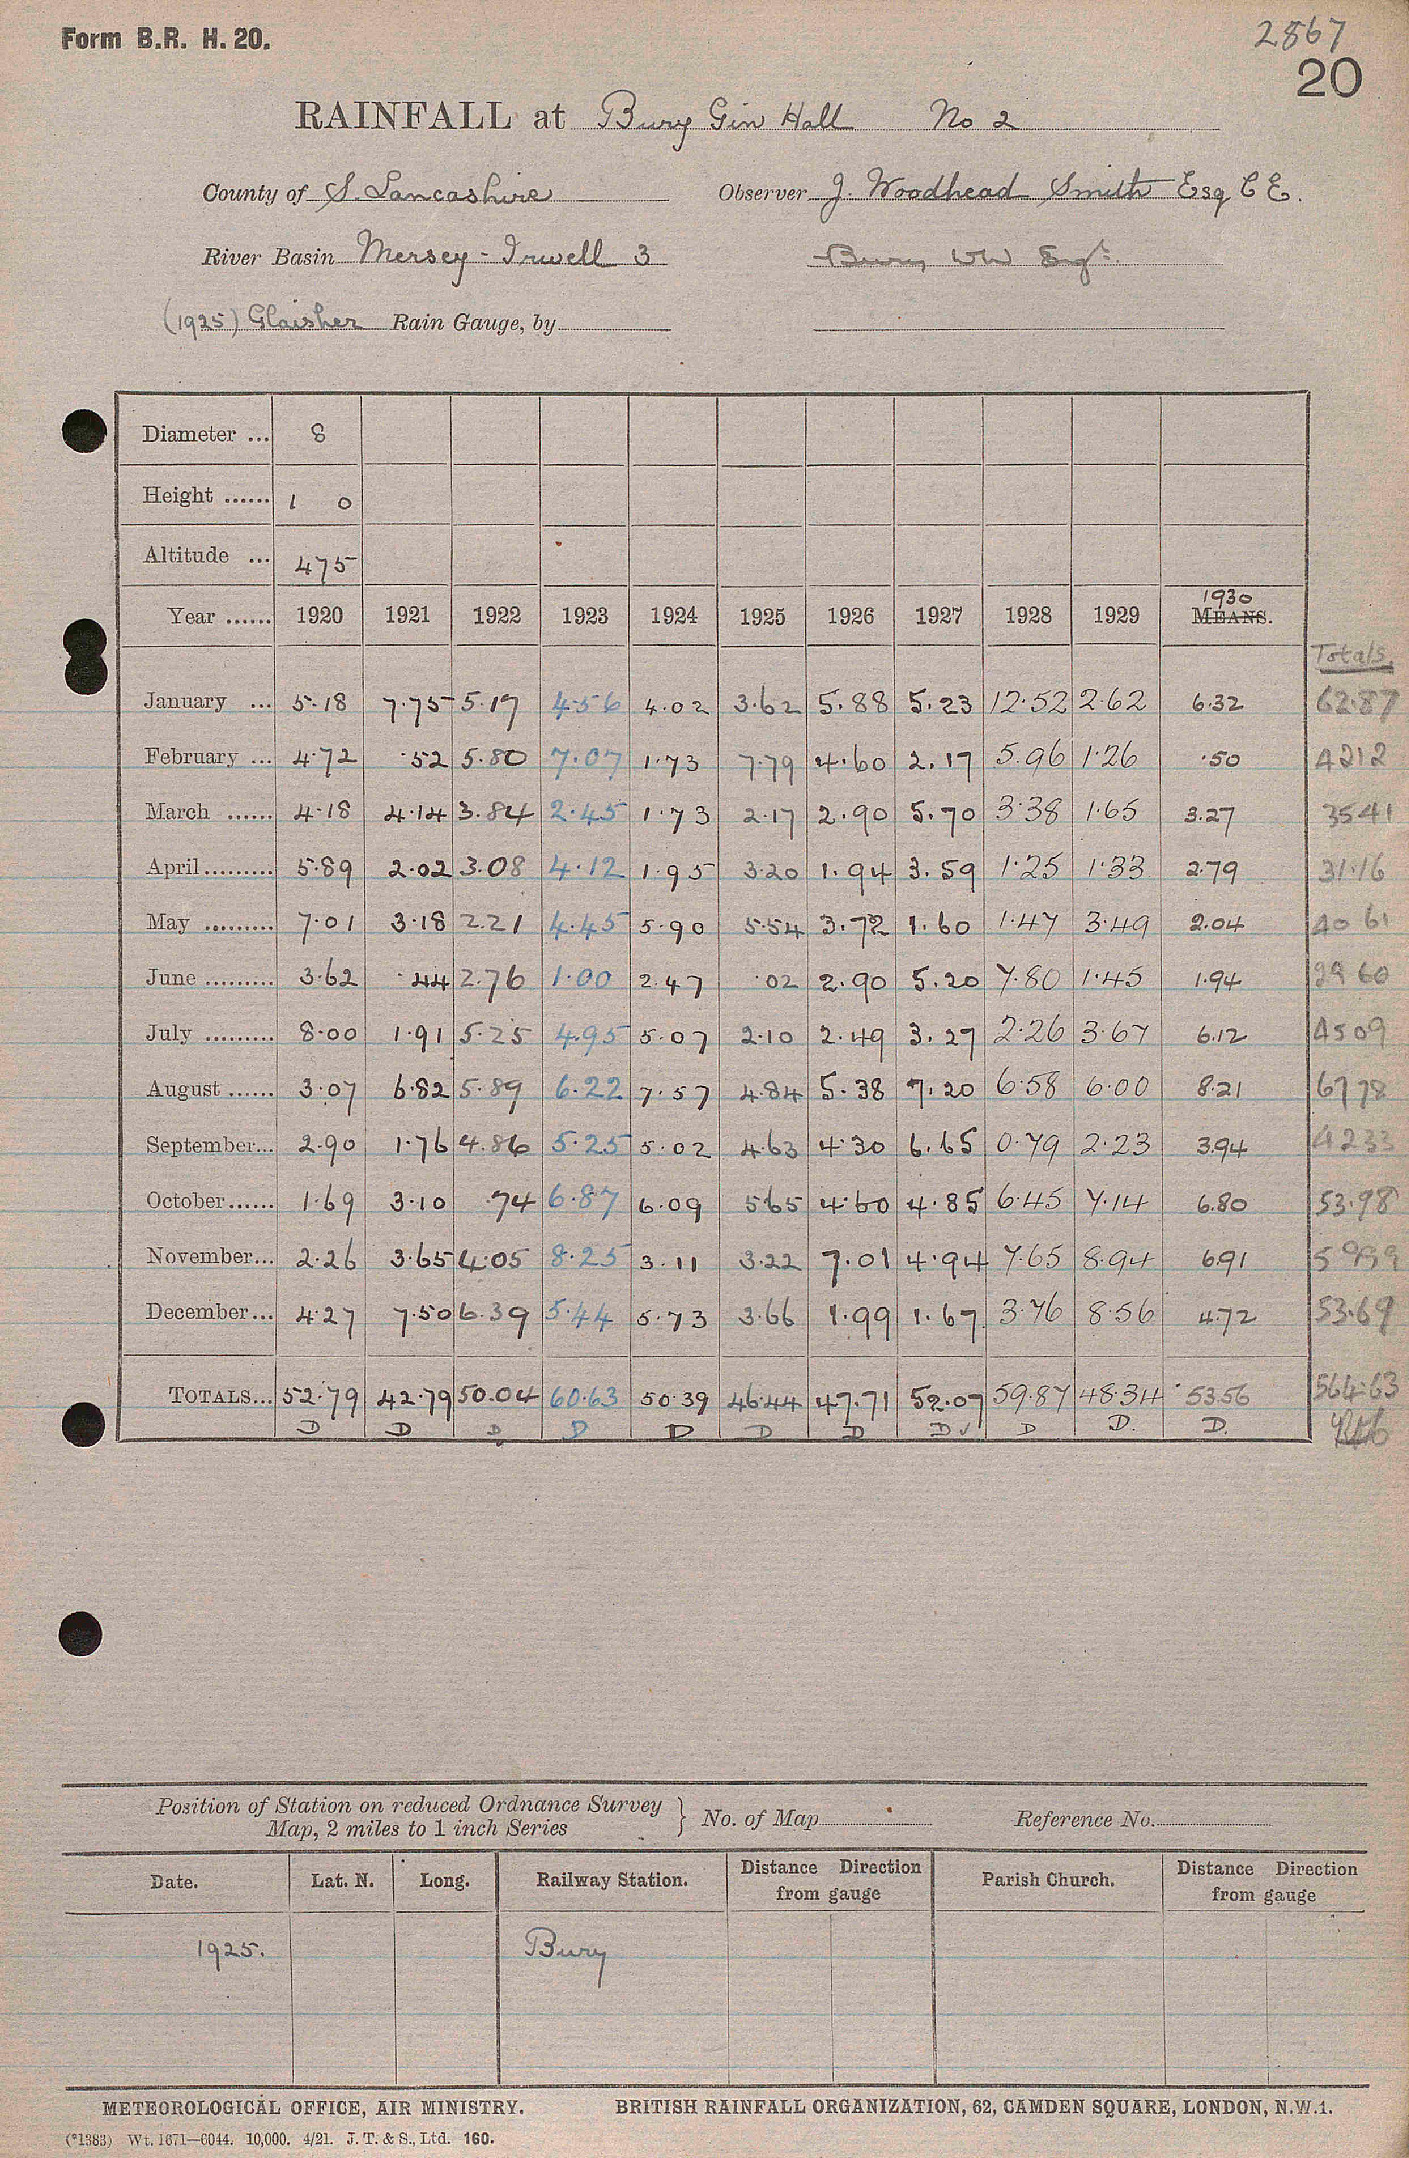 Form B.R. H. 20.
2867
20
RAINFALL at Bury Gin Hall No 2
County of S. Lancashire Observer J. Woodhead Smith Esq C E.
River Basin Mersey - Irwell 3 Bury WW Engr.
(1925) Glaisher Rain Gauge, by
Diameter ... 8
Height ...... 1 0
Altitude ... 475
Year ...... 1920 1921 1922 1923 1924 1925 1926 1927 1928 1929 1930 MEANS.
Totals
January ... 5.18 7.75 5.17 4.56 4.02 3.62 5.88 5.23 12.52 2.62 6.32 62.87
February ... 4.72 .52 5.80 7.07 1.73 7.79 4.60 2.17 5.96 1.26 .50 4212
March ...... 4.18 4.14 3.84 2.45 1.73 2.17 2.90 5.70 3.38 1.65 3.27 3541
April ......... 5.89 2.02 3.08 4.12 1.95 3.20 1.94 3.59 1.25 1.33 2.79 31.16
May ......... 7.01 3.18 2.21 4.45 5.90 5.54 3.72 1.60 1.47 3.49 2.04 40 61
June ......... 3.62 .44 2.76 1.00 2.47 .02 2.90 5.20 7.80 1.45 1.94 29 60
July ......... 8.00 1.91 5.25 4.95 5.07 2.10 2.49 3.27 2.26 3.67 6.12 4509
August ...... 3.07 6.82 5.89 6.22 7.57 4.84 5.38 7.20 6.58 6.00 8.21 6778
September... 2.90 1.76 4.86 5.25 5.02 4.63 4.30 6.65 0.79 2.23 3.94 4233
October ...... 1.69 3.10 .74 6.87 6.09 5.65 4.60 4.85 6.45 7.14 6.80 53.98
November... 2.26 3.65 4.05 8.25 3.11 3.22 7.01 4.94 7.65 8.94 6.91 5999
December... 4.27 7.50 6.39 5.44 5.73 3.66 1.99 1.67 3.76 8.56 4.72 53.69
TOTALS... 52.79 42.79 50.04 60.63 50.39 46.44 47.71 52.07 59.87 48.34 53.56 564.63
D D D D D D D D ✓ D D. D.
Position of Station on reduced Ordnance Survey
Map, 2 miles to 1 inch Series } No. of Map Reference No.
Date. Lat. N. Long. Railway Station. Distance Direction from gauge Parish Church. Distance Direction from gauge
1925. Bury
METEOROLOGICAL OFFICE, AIR MINISTRY. BRITISH RAINFALL ORGANIZATION, 62, CAMDEN SQUARE, LONDON, N.W.1.
(*1383) Wt. 1671—6044. 10,000. 4/21. J. T. & S., Ltd. 160.